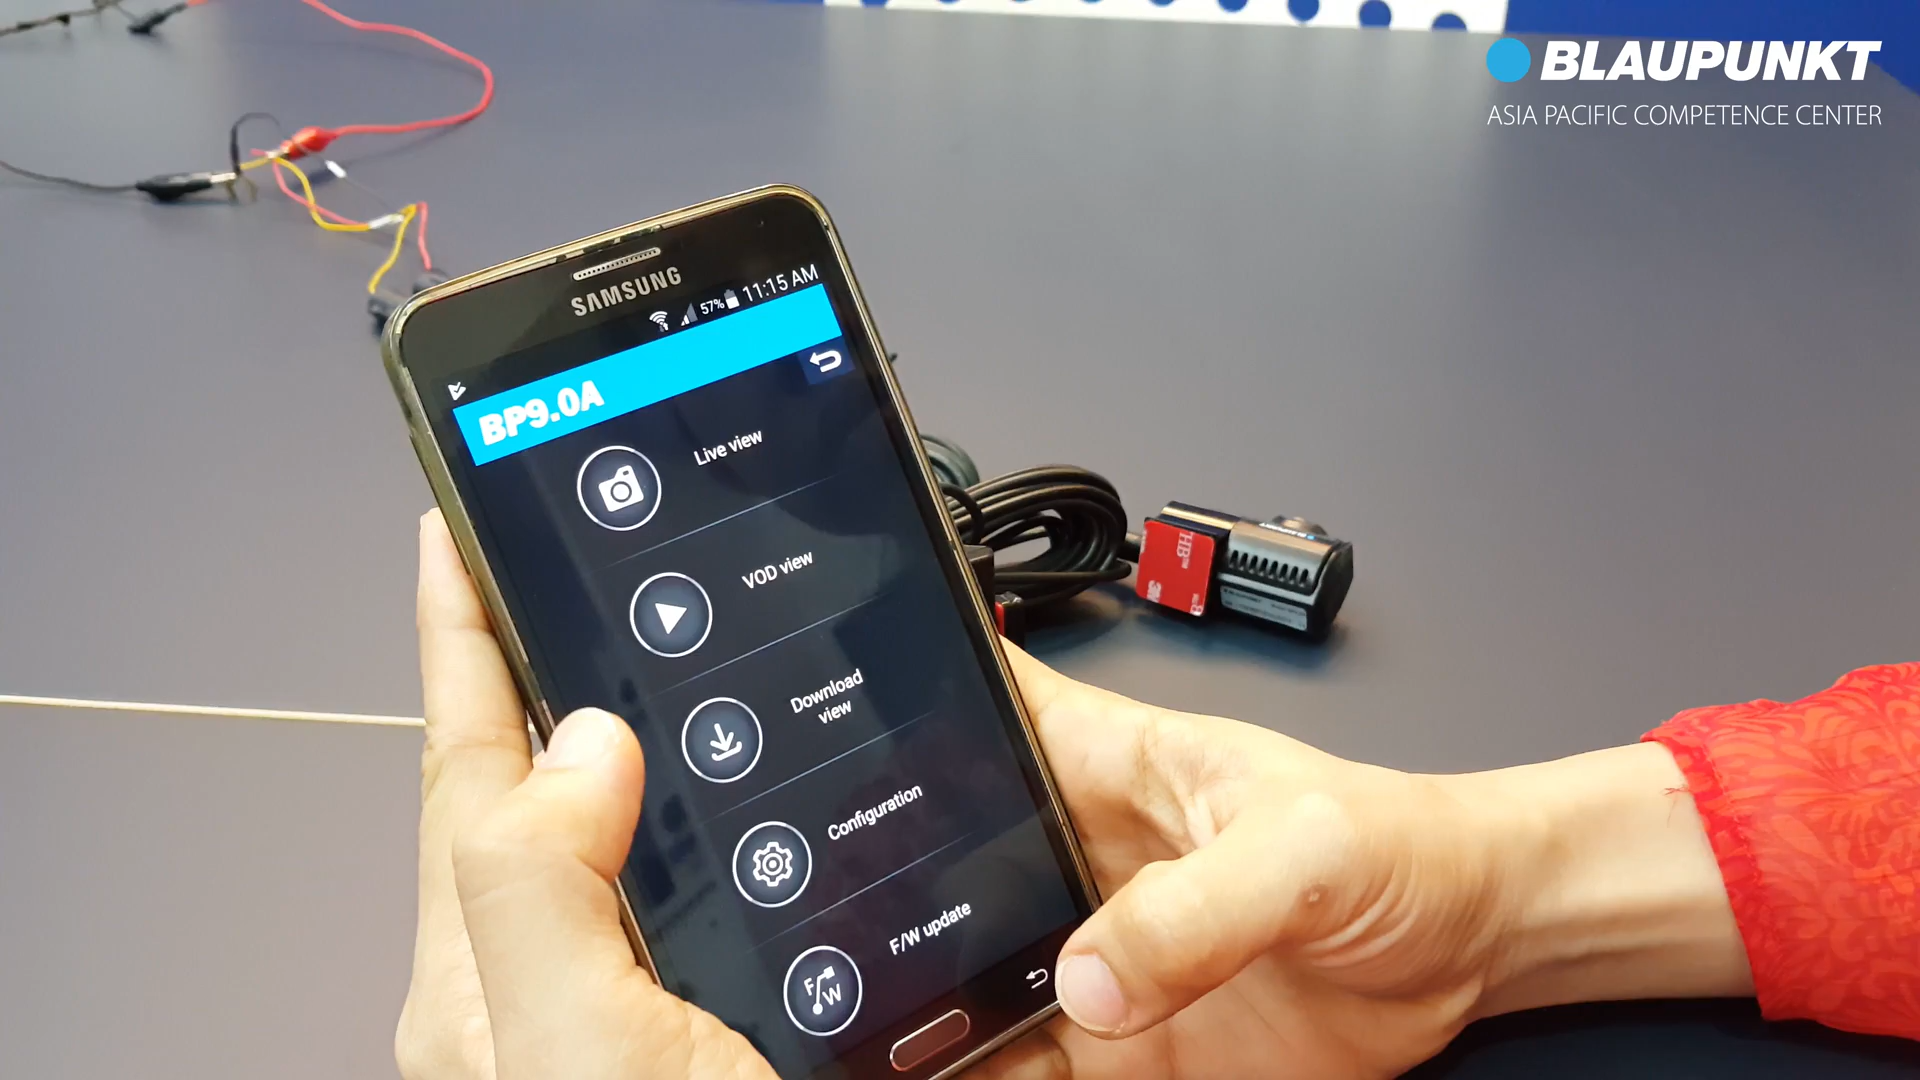 BLAUPUNKT
ASIA PACIFIC COMPETENCE CENTER
SAMSUNG
57% 11:15 AM
BP9.0A
Live view
VOD view
Download
view
Configuration
F/W update
F/W